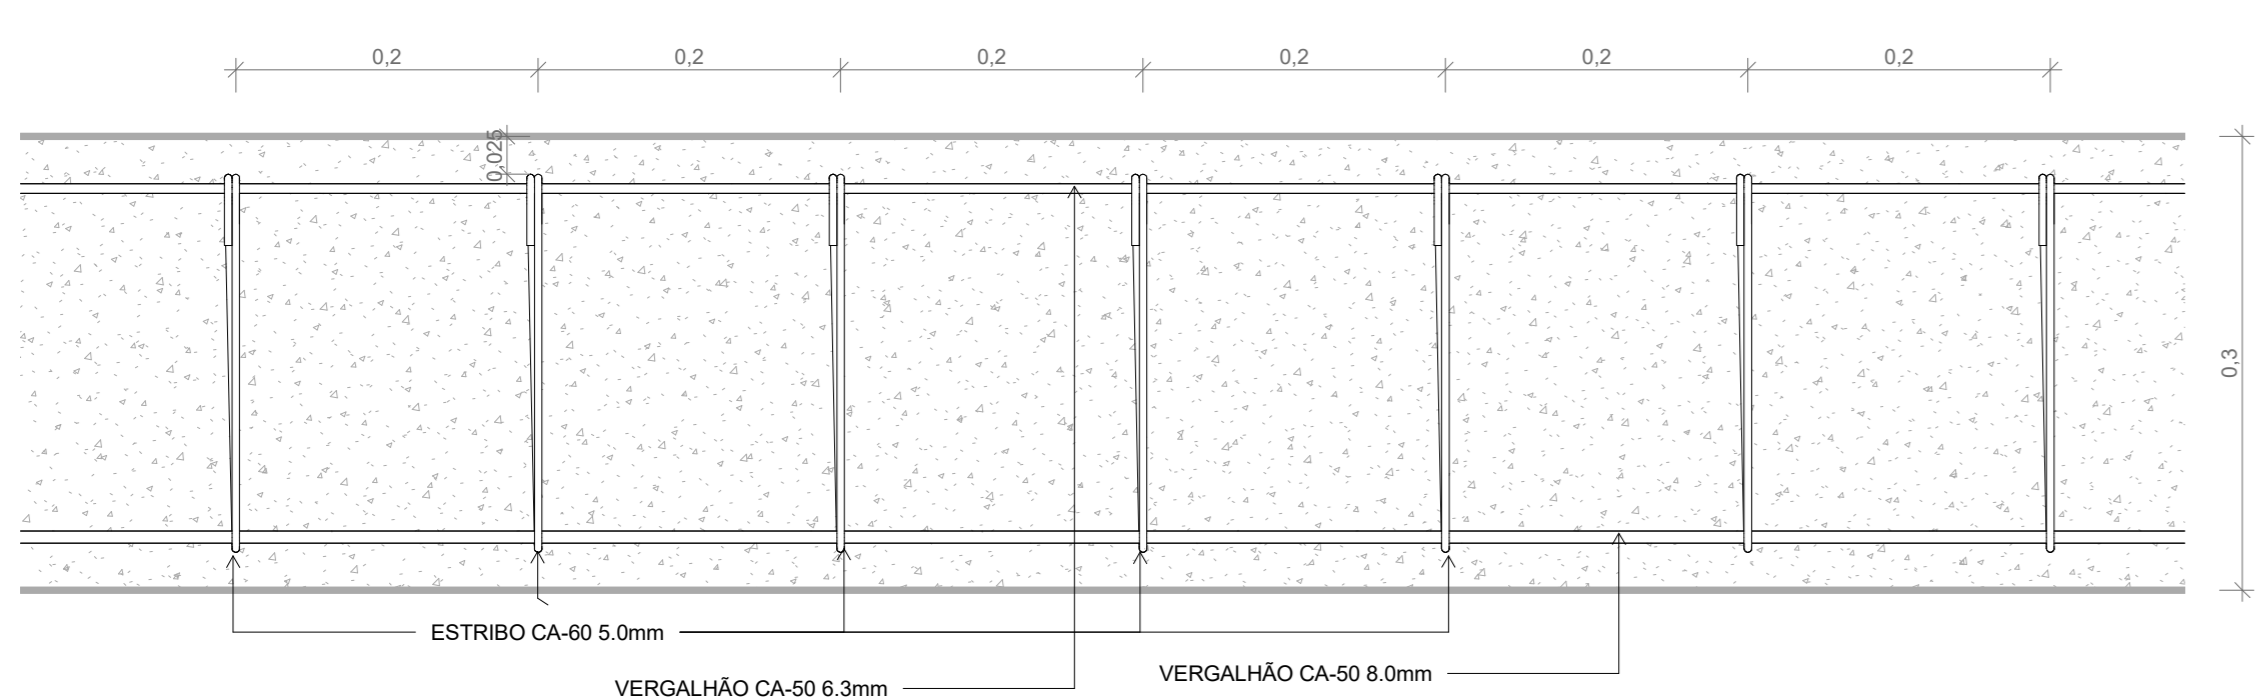 0,2 0,2 0,2 0,2 0,2 0,2
0,025
0,3
ESTRIBO CA-60 5.0mm
VERGALHÃO CA-50 8.0mm
VERGALHÃO CA-50 6.3mm